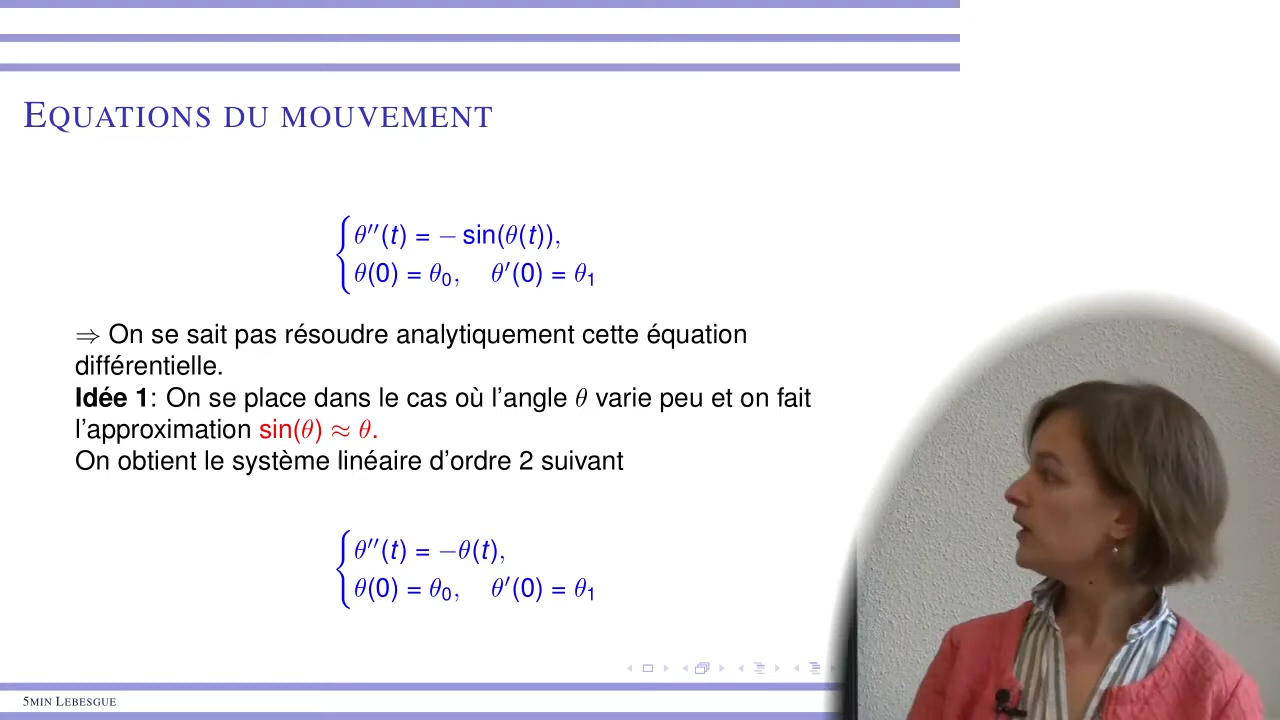 EQUATIONS DU MOUVEMENT
θ′′(t) = − sin(θ(t)),
θ(0) = θ₀, θ′(0) = θ₁
⇒ On se sait pas résoudre analytiquement cette équation
différentielle.
Idée 1: On se place dans le cas où l'angle θ varie peu et on fait
l'approximation sin(θ) ≈ θ.
On obtient le système linéaire d'ordre 2 suivant
θ′′(t) = −θ(t),
θ(0) = θ₀, θ′(0) = θ₁
5MIN LEBESGUE